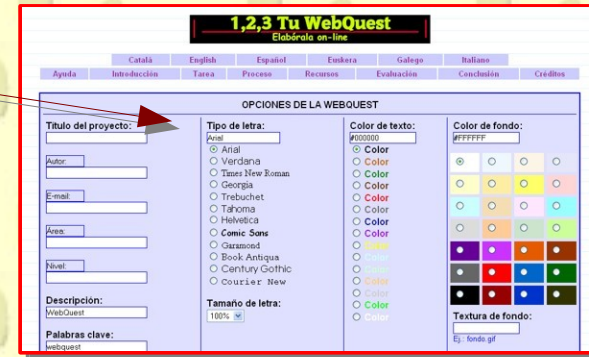 1,2,3 Tu WebQuest
Elabórala on-line
Català English Español Euskera Galego Italiano
Ayuda Introducción Tarea Proceso Recursos Evaluación Conclusión Créditos
OPCIONES DE LA WEBQUEST
Título del proyecto:
Autor:
E-mail:
Área:
Nivel:
Descripción:
WebQuest
Palabras clave:
webquest
Tipo de letra:
Arial
Arial
Verdana
Times New Roman
Georgia
Trebuchet
Tahoma
Helvetica
Comic Sans
Garamond
Book Antiqua
Century Gothic
Courier New
Tamaño de letra:
100%
Color de texto:
#000000
Color
Color
Color
Color
Color
Color
Color
Color
Color
Color
Color
Color
Color
Color
Color de fondo:
#FFFFFF
Textura de fondo:
Ej.: fondo.gif